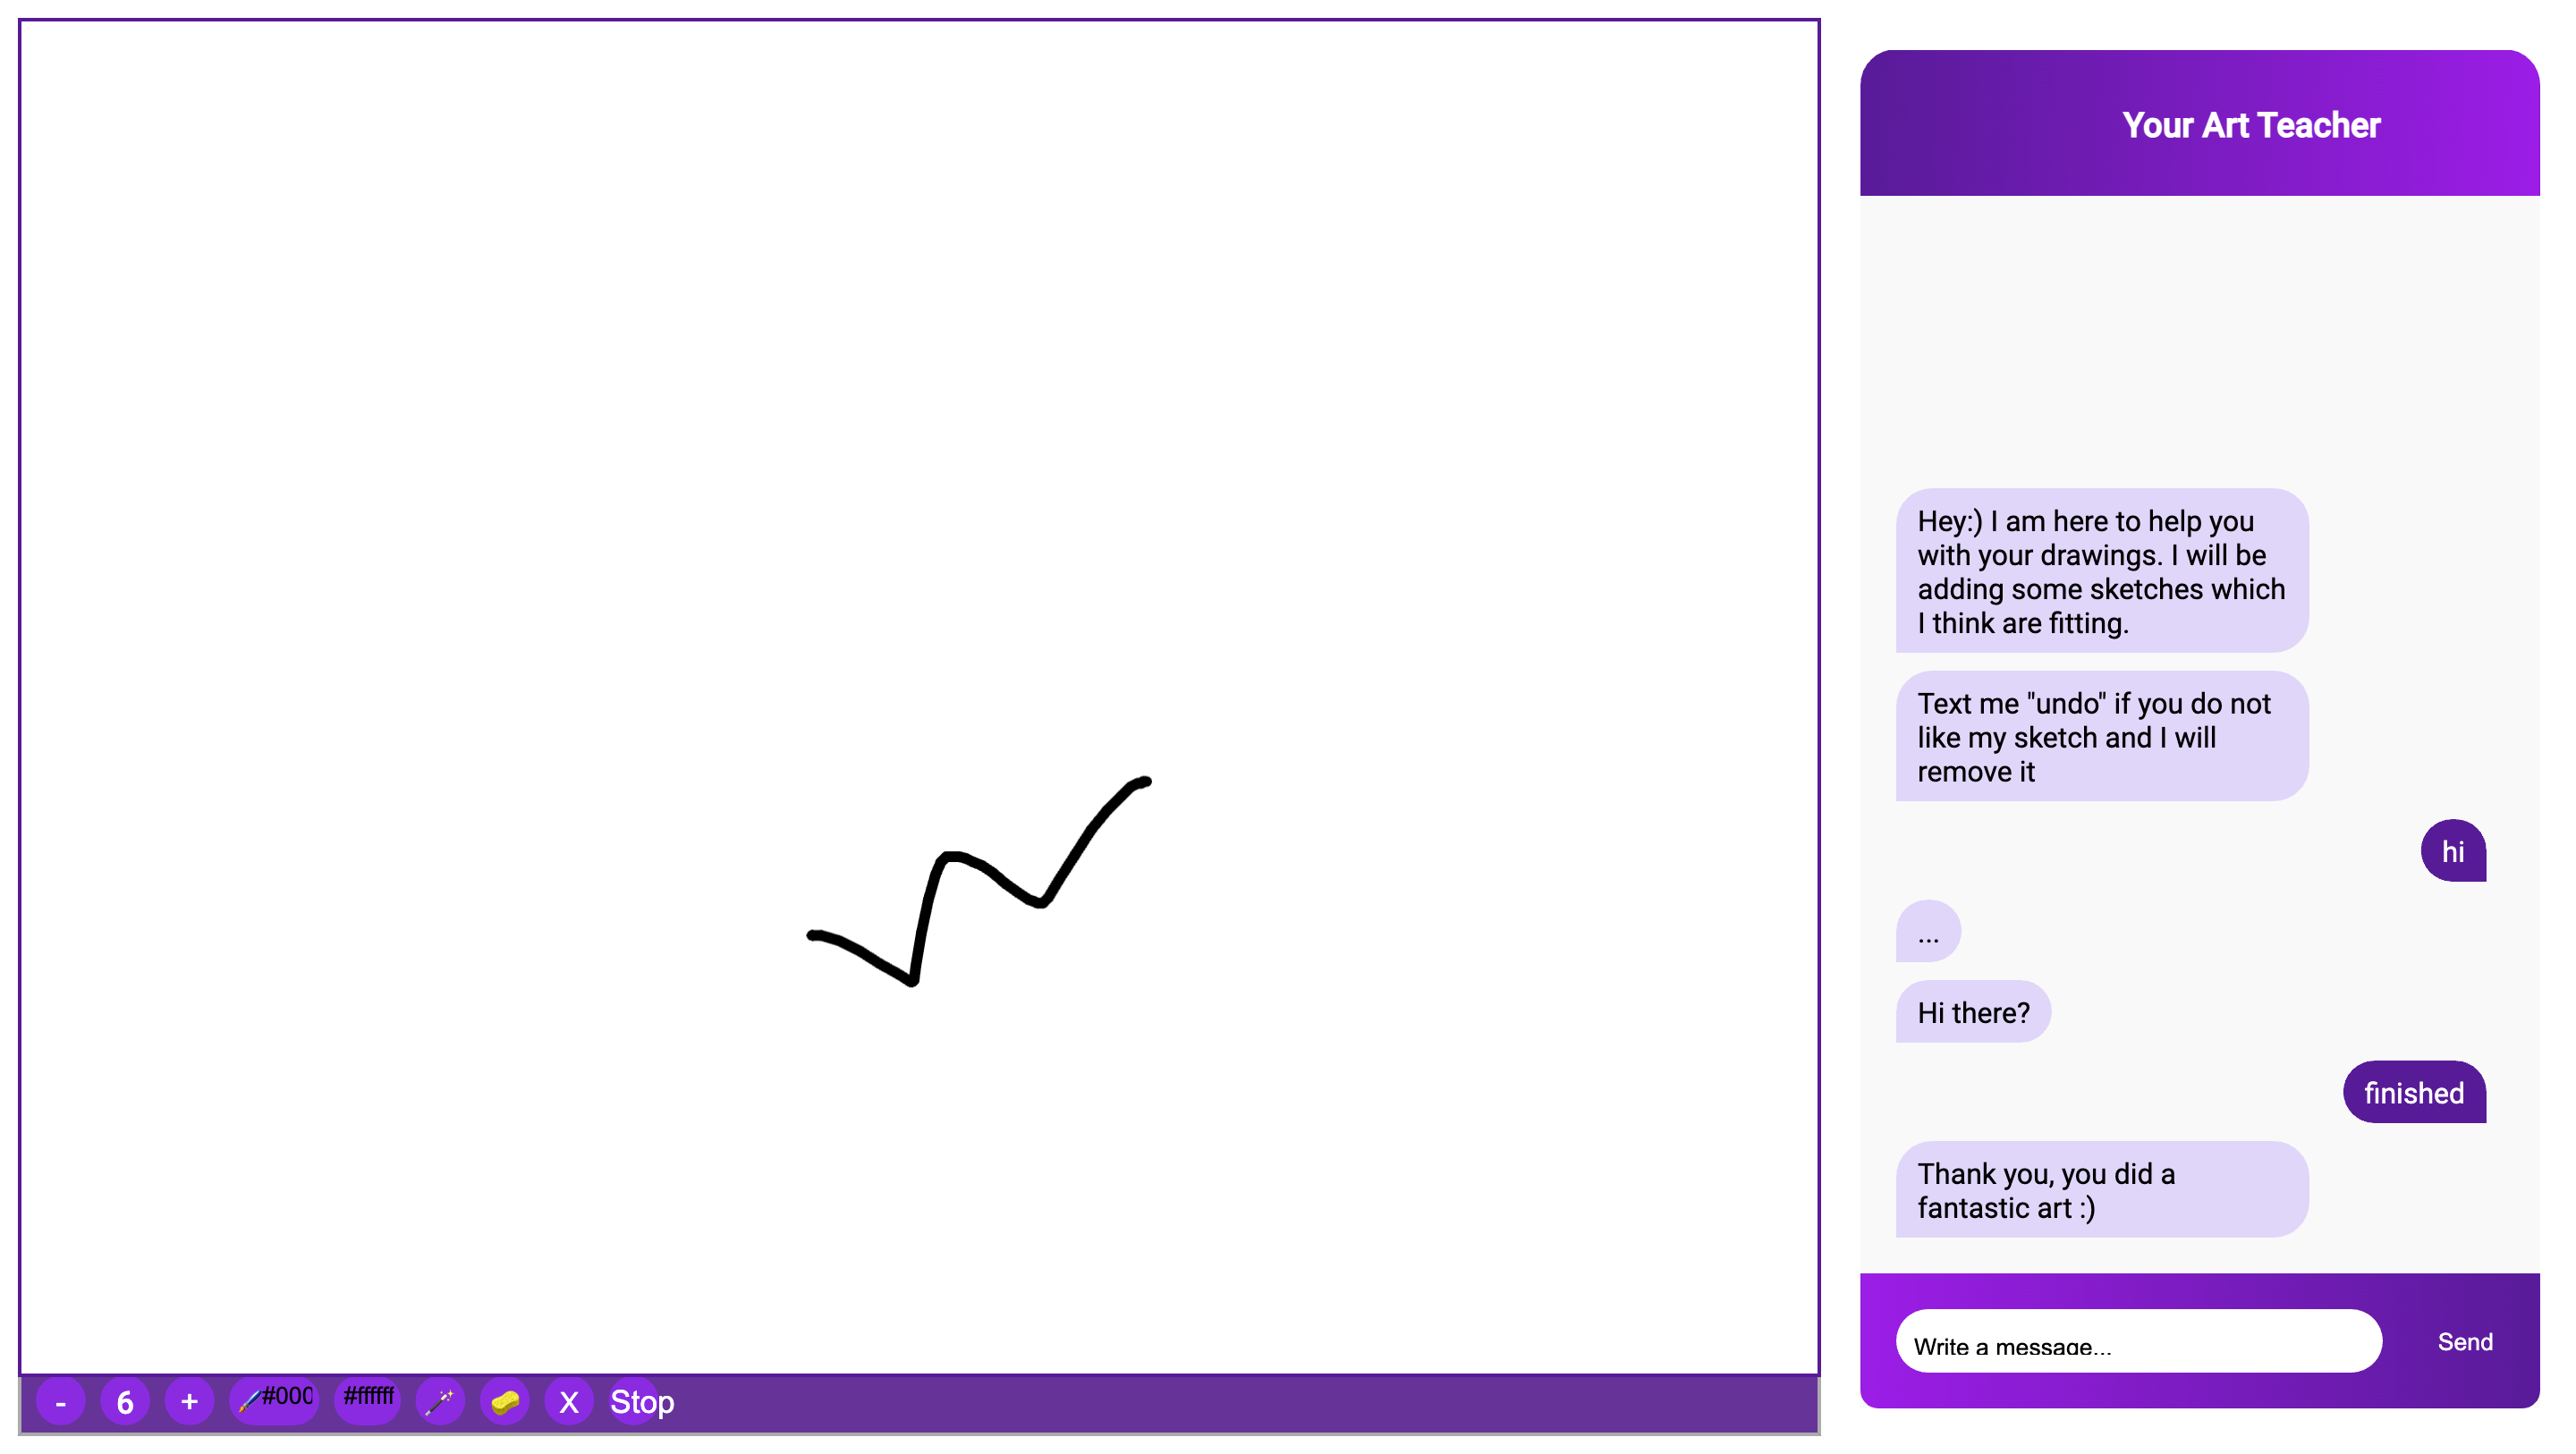 Your Art Teacher
Hey:) I am here to help you
with your drawings. I will be
adding some sketches which
I think are fitting.
Text me "undo" if you do not
like my sketch and I will
remove it
hi
...
Hi there?
finished
Thank you, you did a
fantastic art :)
Write a message...
Send
- 6 + #000 #ffffff X Stop